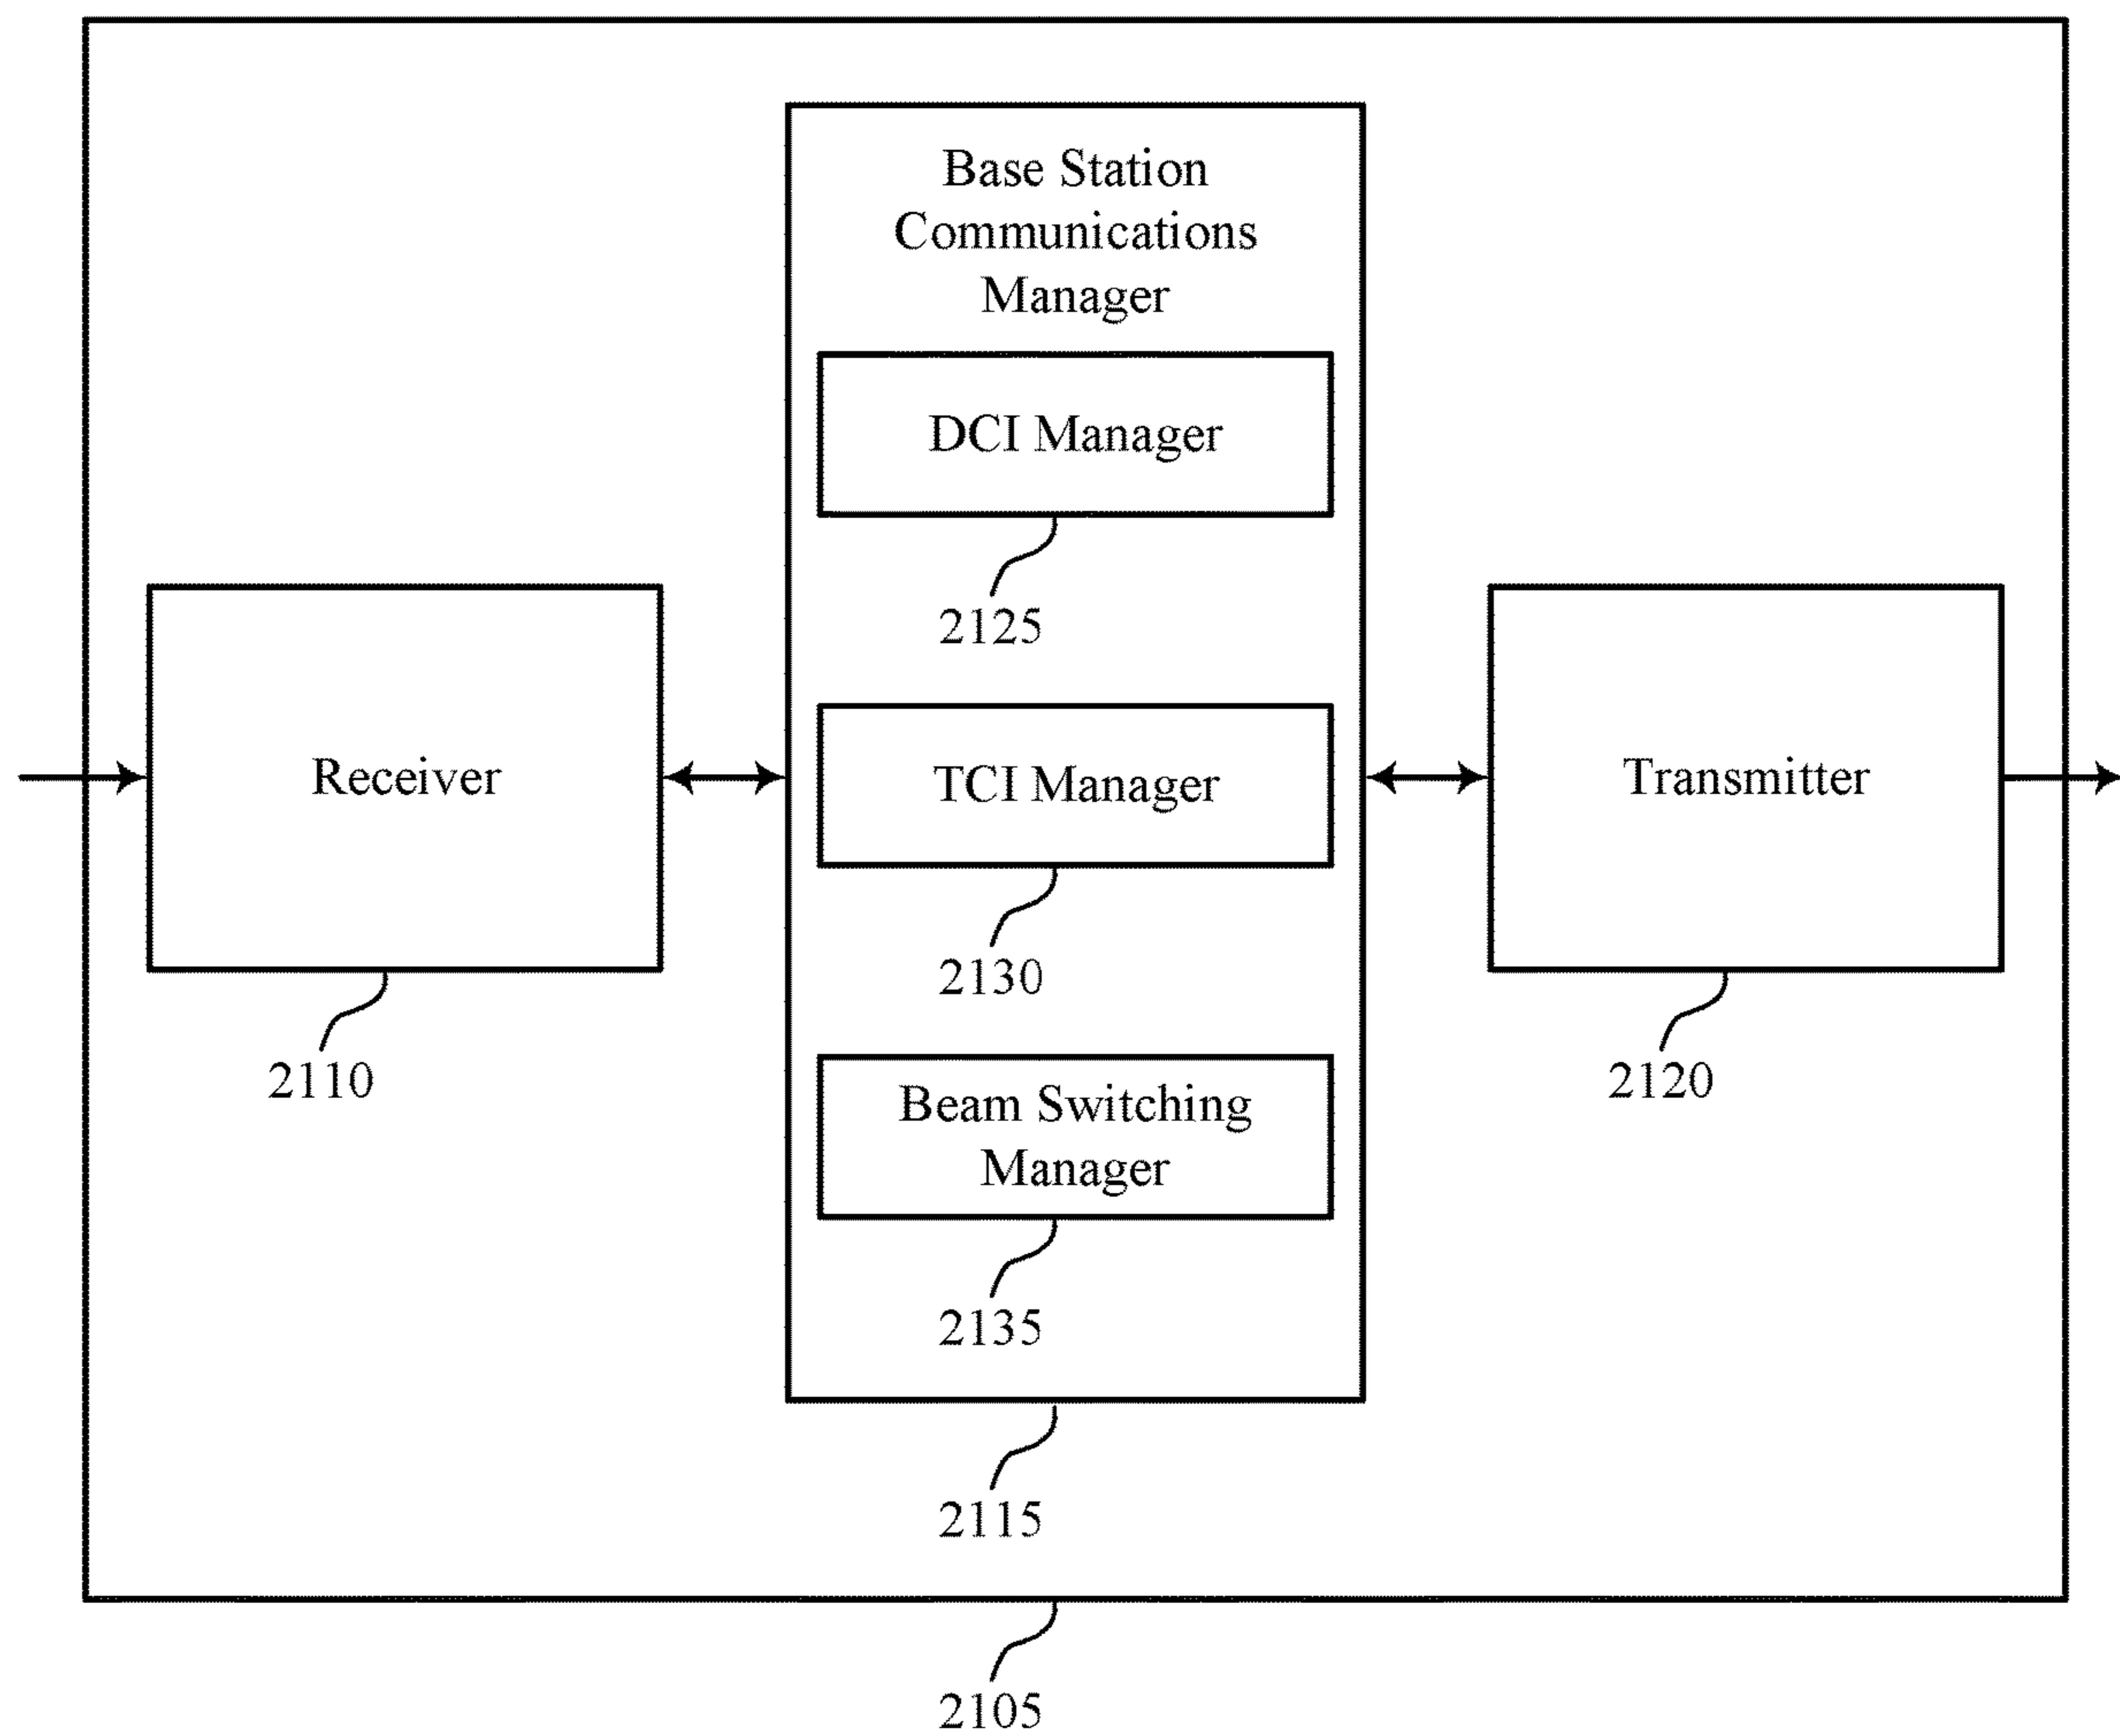 Base Station
Communications
Manager
DCI Manager
2125
Receiver
TCI Manager
Transmitter
2130
2110
2120
Beam Switching
Manager
2135
2115
2105